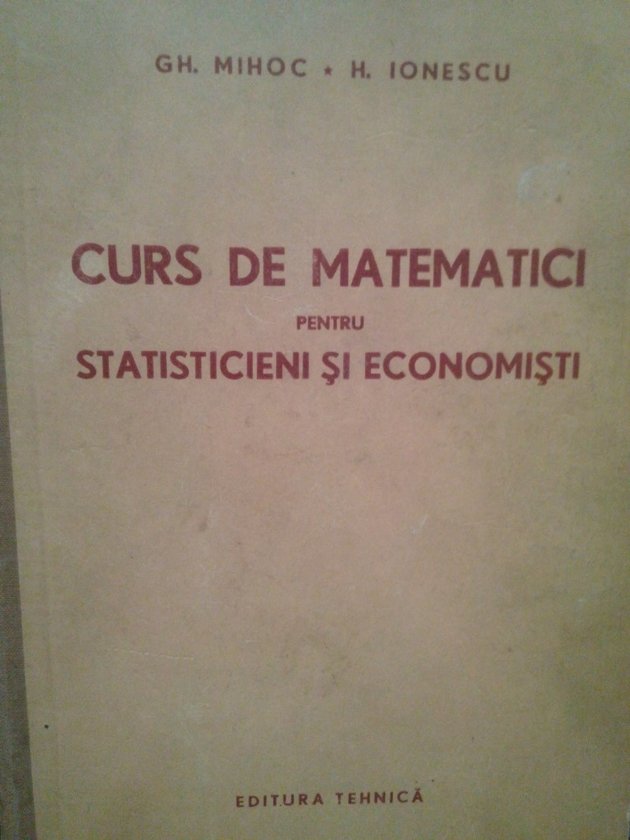 GH. MIHOC ★ H. IONESCU
CURS DE MATEMATICI
PENTRU
STATISTICIENI ŞI ECONOMIŞTI
EDITURA TEHNICĂ